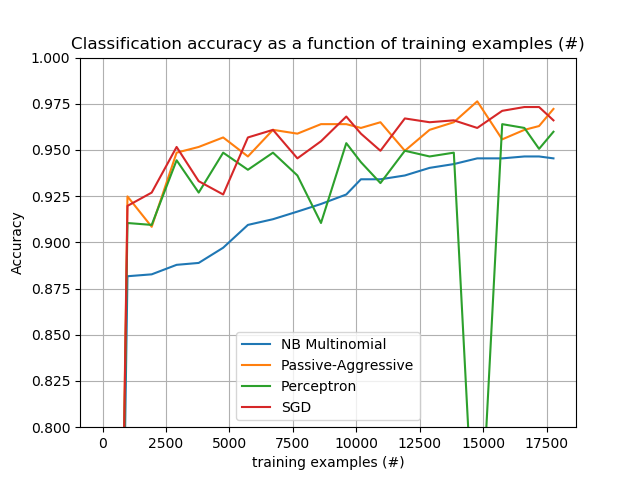 Classification accuracy as a function of training examples (#)
1.000
0.975
0.950
0.925
0.900
0.875
0.850
0.825
0.800
Accuracy
NB Multinomial
Passive-Aggressive
Perceptron
SGD
0 2500 5000 7500 10000 12500 15000 17500
training examples (#)